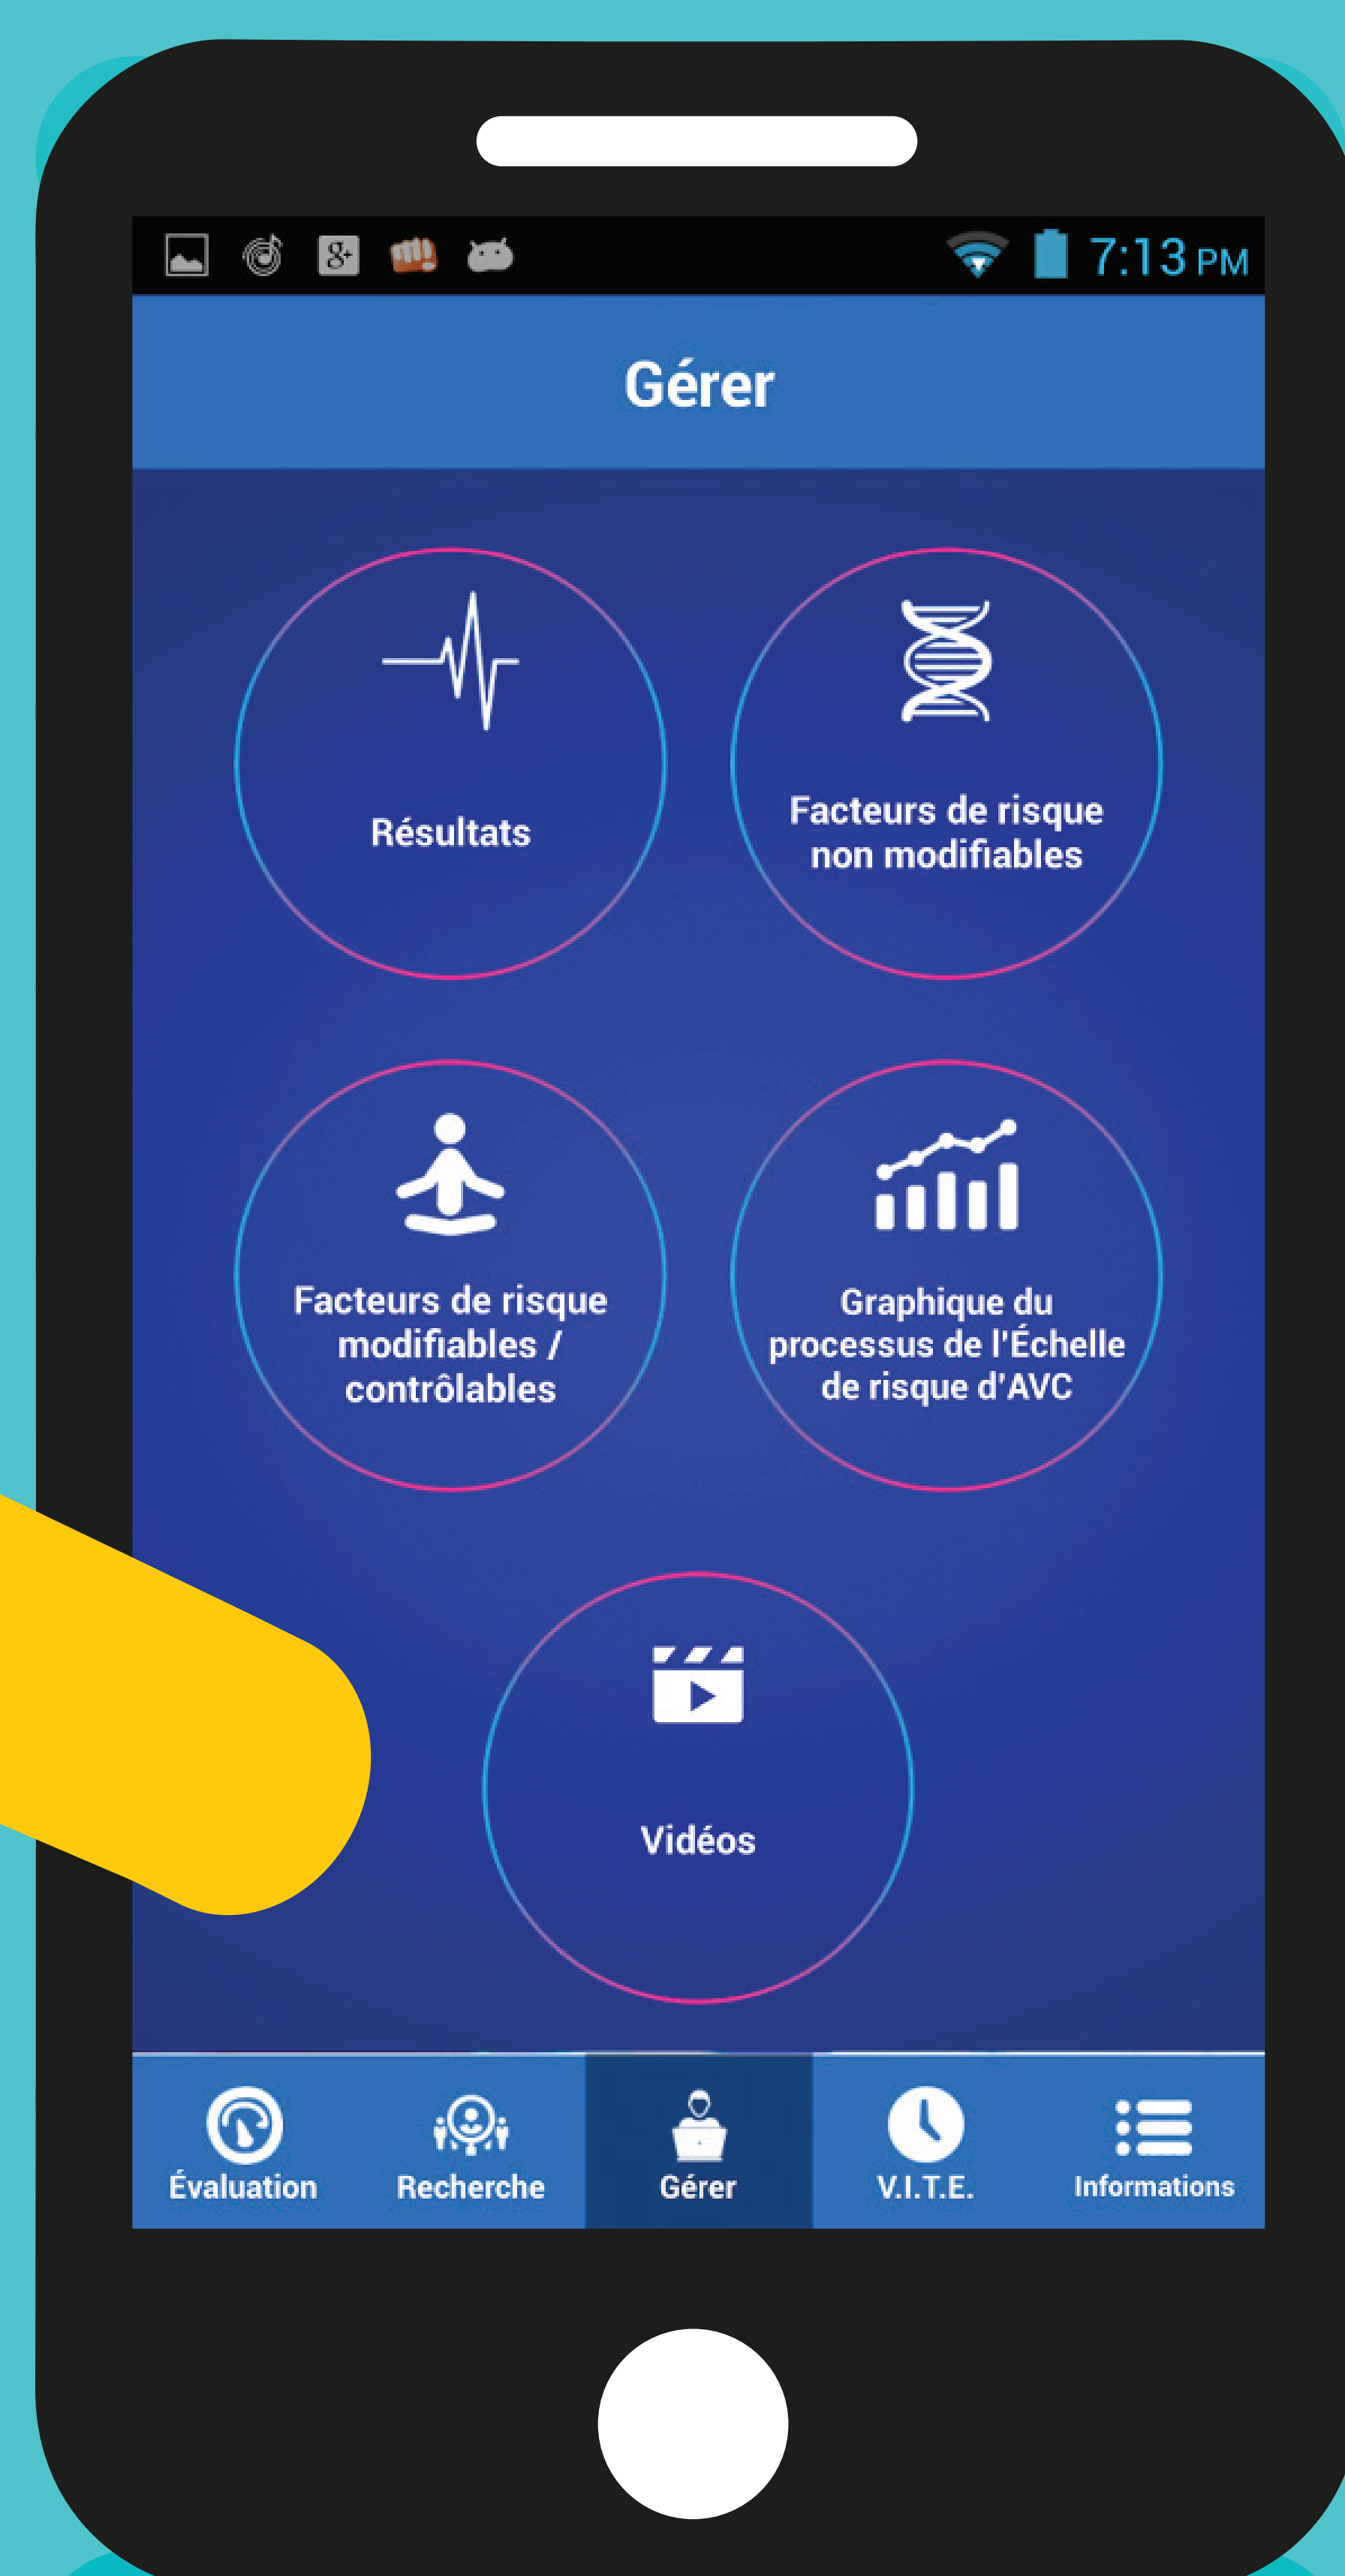 7:13 PM
Gérer
Résultats
Facteurs de risque
non modifiables
Facteurs de risque
modifiables /
contrôlables
Graphique du
processus de l'Échelle
de risque d'AVC
Vidéos
Évaluation
Recherche
Gérer
V.I.T.E.
Informations